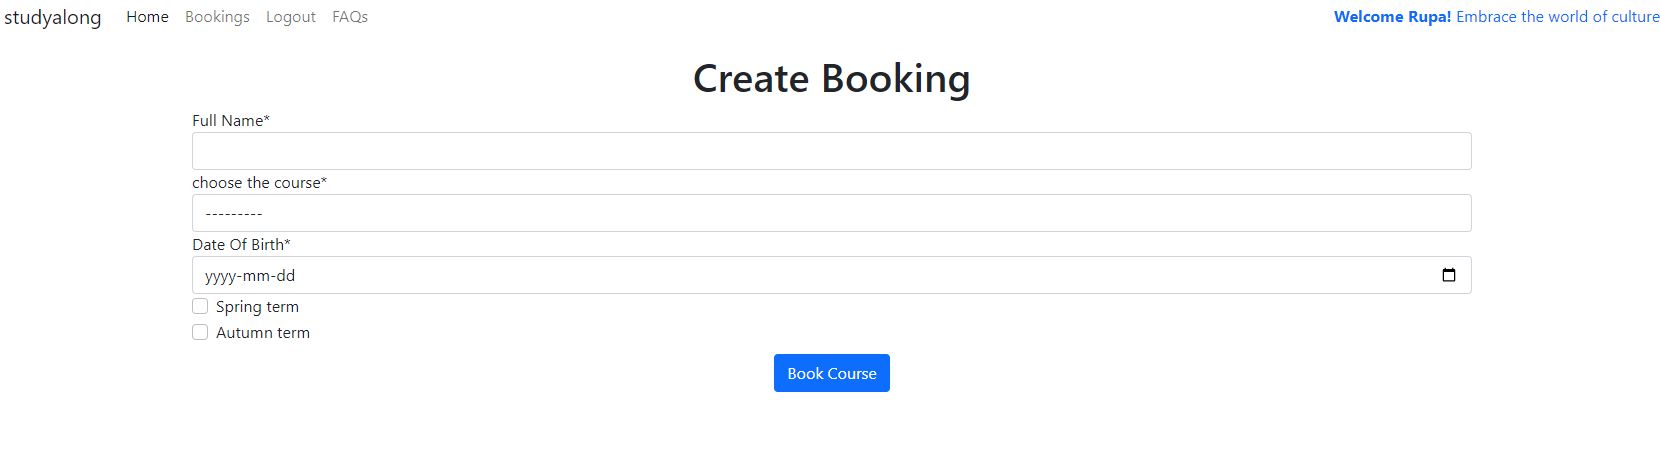 studyalong Home Bookings Logout FAQs Welcome Rupa! Embrace the world of culture
Create Booking
Full Name*
choose the course*
---------
Date Of Birth*
yyyy-mm-dd
Spring term
Autumn term
Book Course